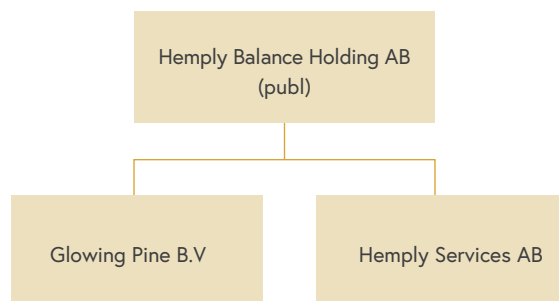 Hemply Balance Holding AB
(publ)
Glowing Pine B.V
Hemply Services AB